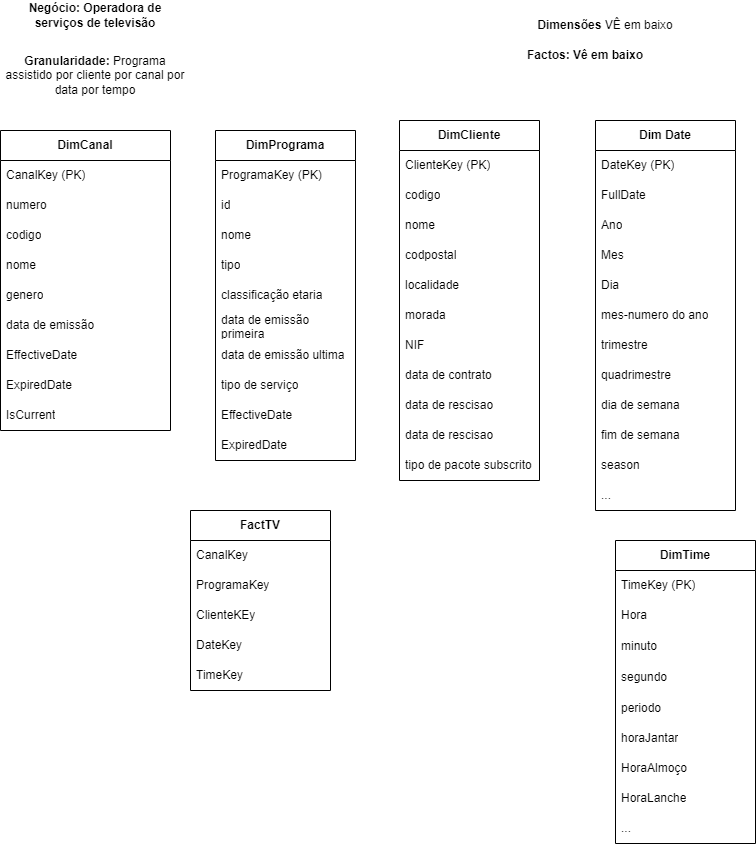 Negócio: Operadora de
serviços de televisão
Granularidade: Programa
assistido por cliente por canal por
data por tempo
Dimensões VÊ em baixo
Factos: Vê em baixo
DimCanal
CanalKey (PK)
numero
codigo
nome
genero
data de emissão
EffectiveDate
ExpiredDate
IsCurrent
DimPrograma
ProgramaKey (PK)
id
nome
tipo
classificação etaria
data de emissão
primeira
data de emissão ultima
tipo de serviço
EffectiveDate
ExpiredDate
DimCliente
ClienteKey (PK)
codigo
nome
codpostal
localidade
morada
NIF
data de contrato
data de rescisao
data de rescisao
tipo de pacote subscrito
Dim Date
DateKey (PK)
FullDate
Ano
Mes
Dia
mes-numero do ano
trimestre
quadrimestre
dia de semana
fim de semana
season
...
FactTV
CanalKey
ProgramaKey
ClienteKEy
DateKey
TimeKey
DimTime
TimeKey (PK)
Hora
minuto
segundo
periodo
horaJantar
HoraAlmoço
HoraLanche
...